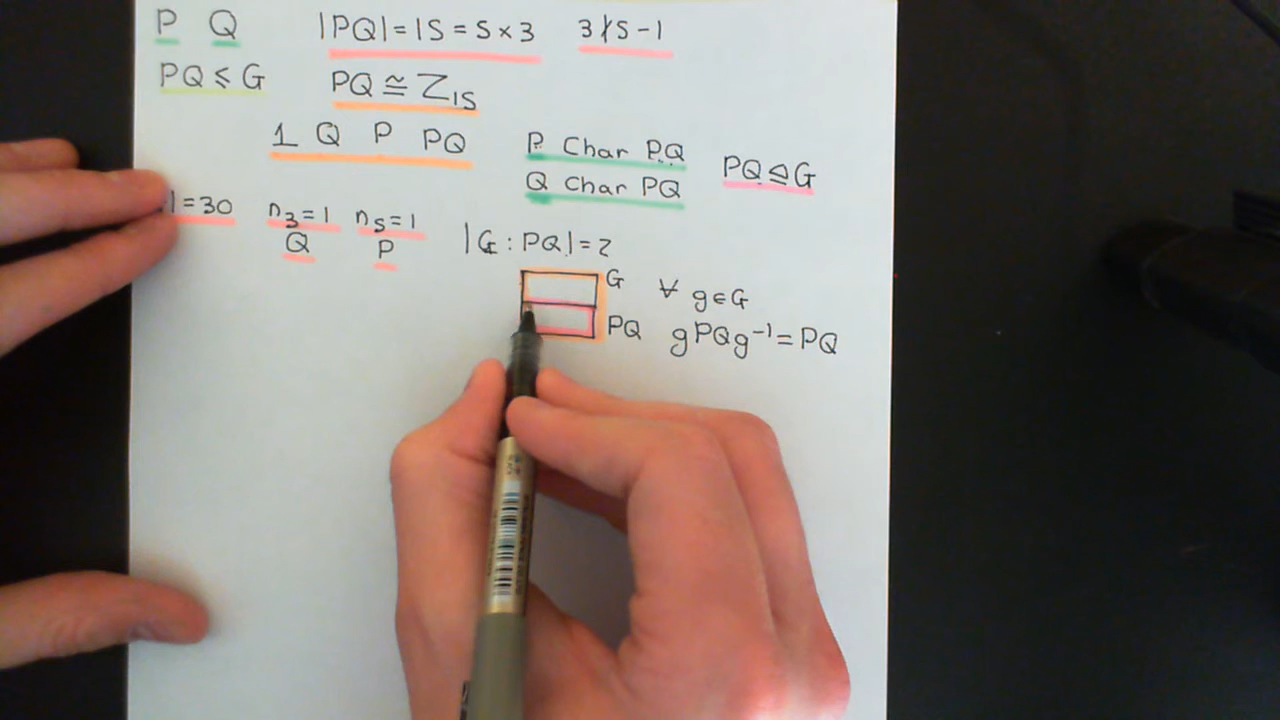 P Q |PQ|=15=5×3 3∤5-1
PQ≤G PQ≅Z₁₅
1 Q P PQ P Char PQ PQ⊴G
Q Char PQ
|=30 n₃=1 n₅=1 |G:PQ|=2
Q P
G ∀ g∈G
PQ gPQg⁻¹=PQ